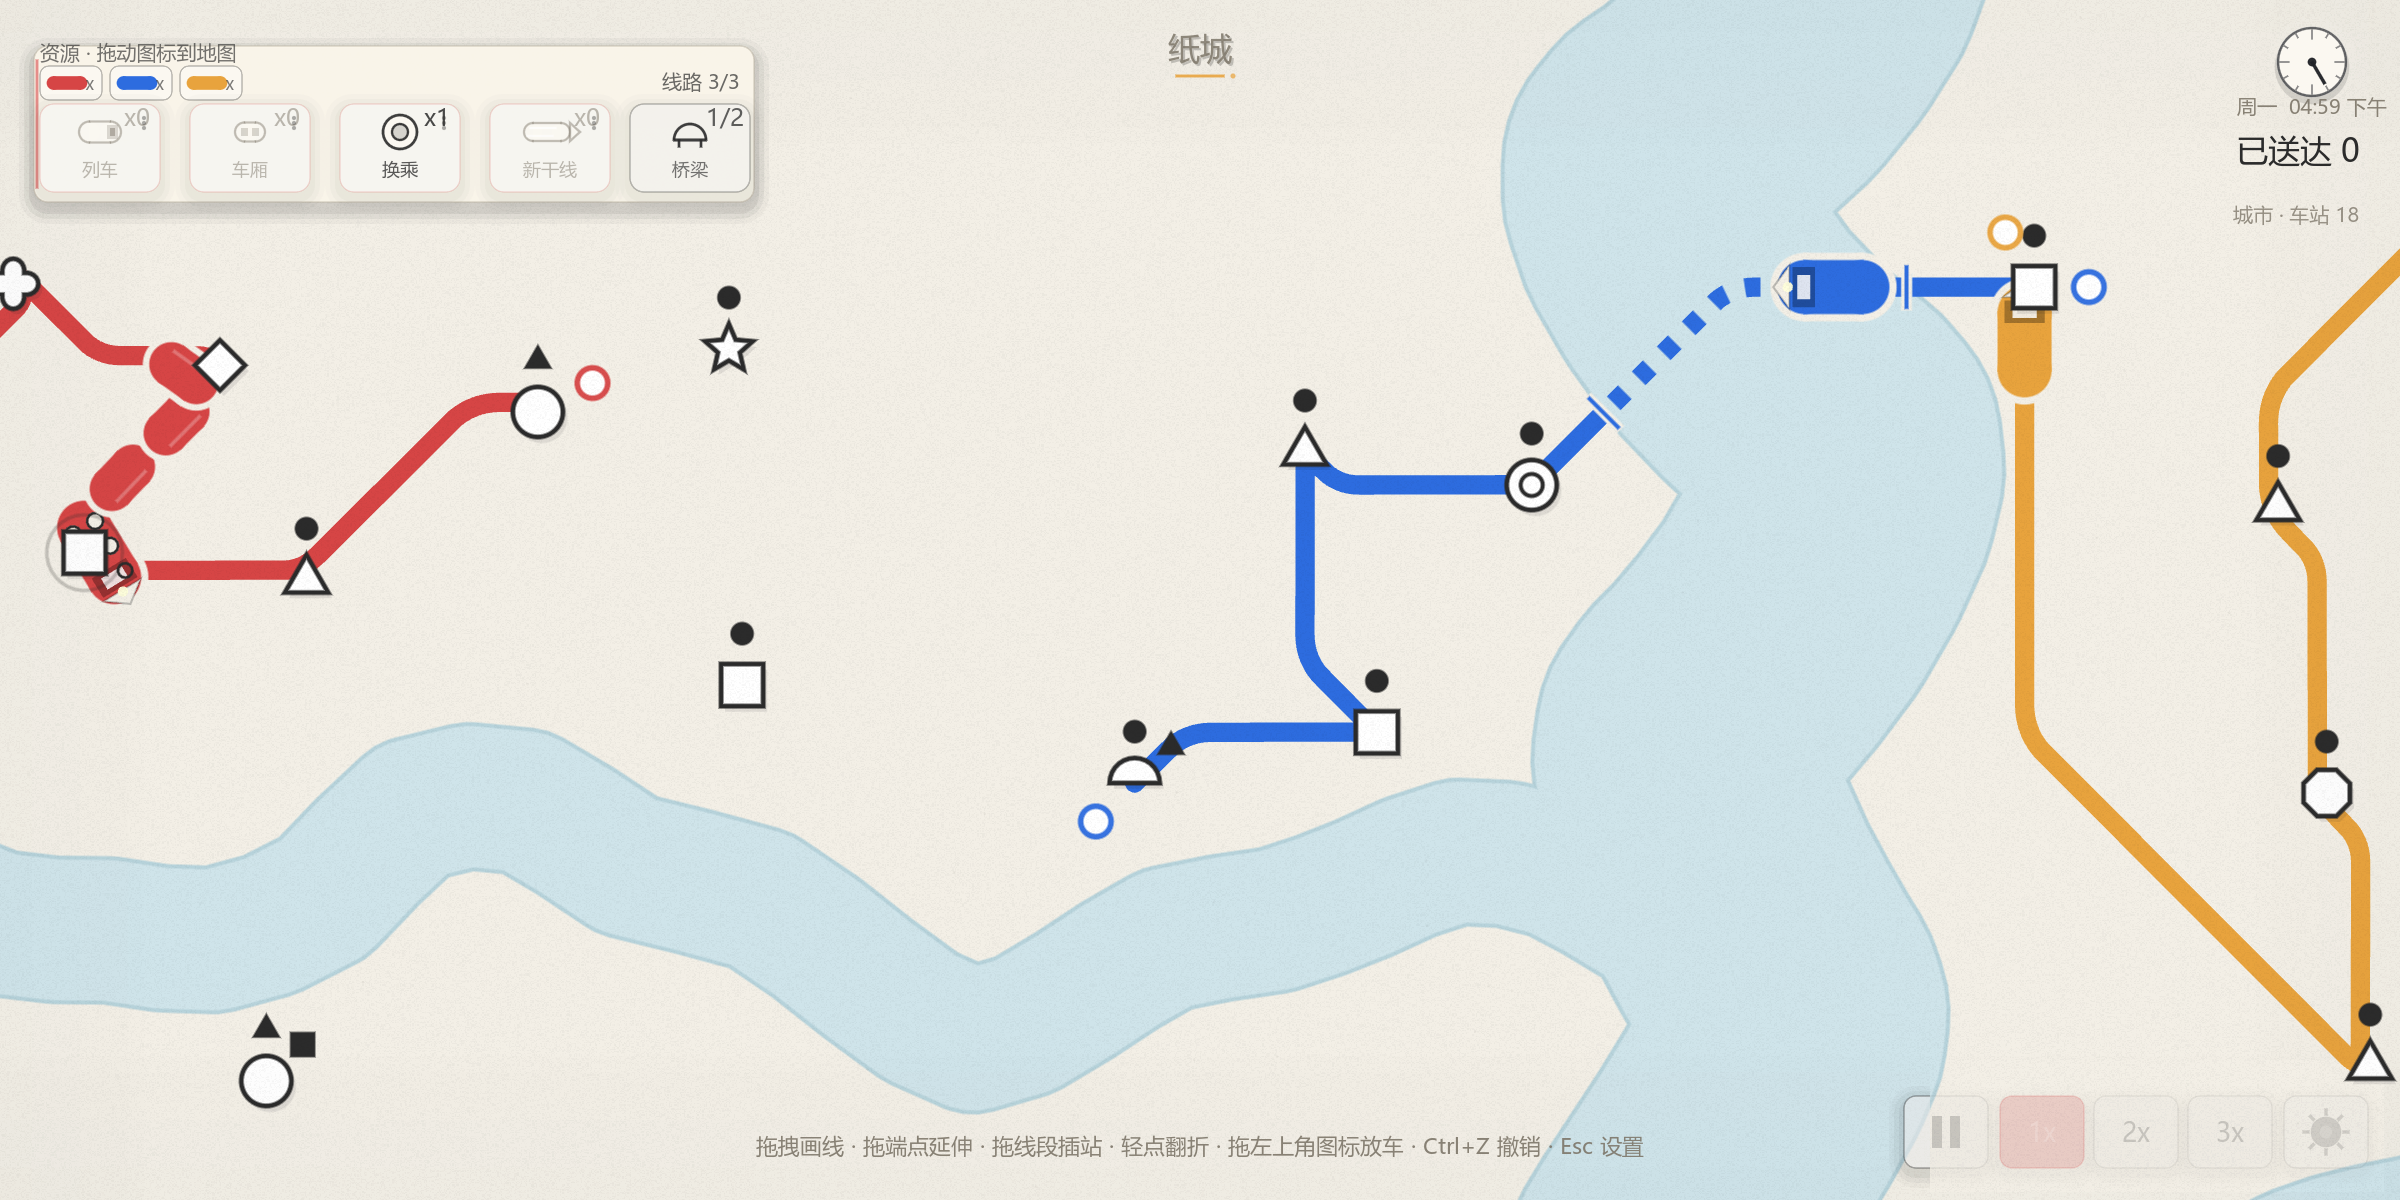 资源 · 拖动图标到地图
x x x
线路 3/3
x0 x0 x1 x0 1/2
列车 车厢 换乘 新干线 桥梁
纸城
周一 04:59 下午
已送达 0
城市 · 车站 18
拖拽画线 · 拖端点延伸 · 拖线段插站 · 轻点翻折 · 拖左上角图标放车 · Ctrl+Z 撤销 · Esc 设置
1x 2x 3x